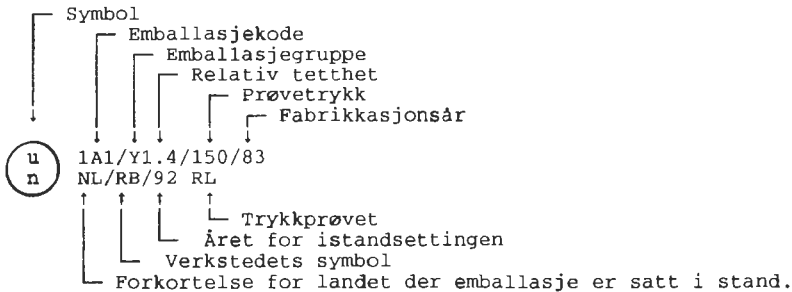 Symbol
Emballasjekode
Emballasjegruppe
Relativ tetthet
Prøvetrykk
Fabrikkasjonsår
u 1A1/Y1.4/150/83
n NL/RB/92 RL
Trykkprøvet
Året for istandsettingen
Verkstedets symbol
Forkortelse for landet der emballasje er satt i stand.